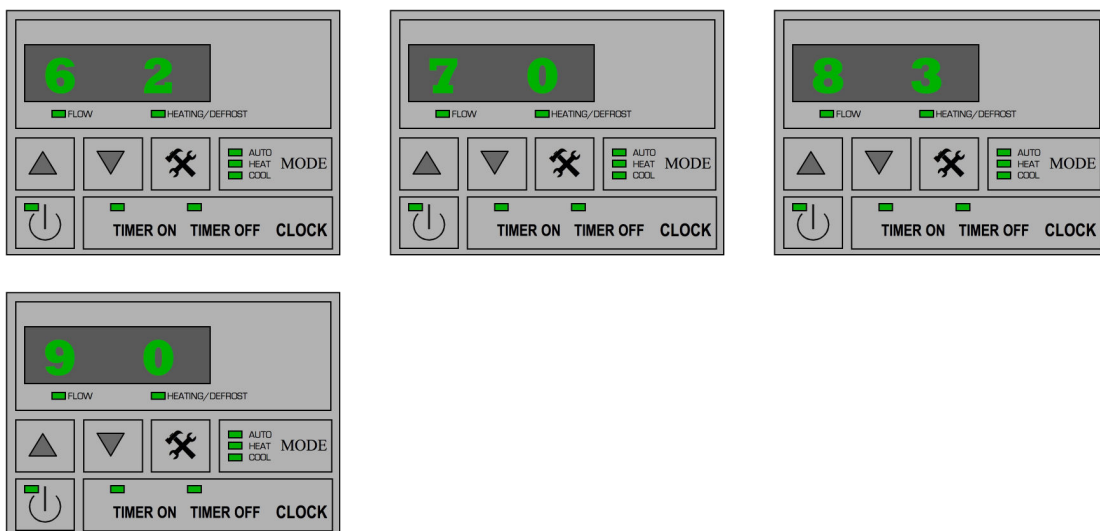 6 2
FLOW HEATING/DEFROST
AUTO
HEAT MODE
COOL
TIMER ON TIMER OFF CLOCK
7 0
FLOW HEATING/DEFROST
AUTO
HEAT MODE
COOL
TIMER ON TIMER OFF CLOCK
8 3
FLOW HEATING/DEFROST
AUTO
HEAT MODE
COOL
TIMER ON TIMER OFF CLOCK
9 0
FLOW HEATING/DEFROST
AUTO
HEAT MODE
COOL
TIMER ON TIMER OFF CLOCK